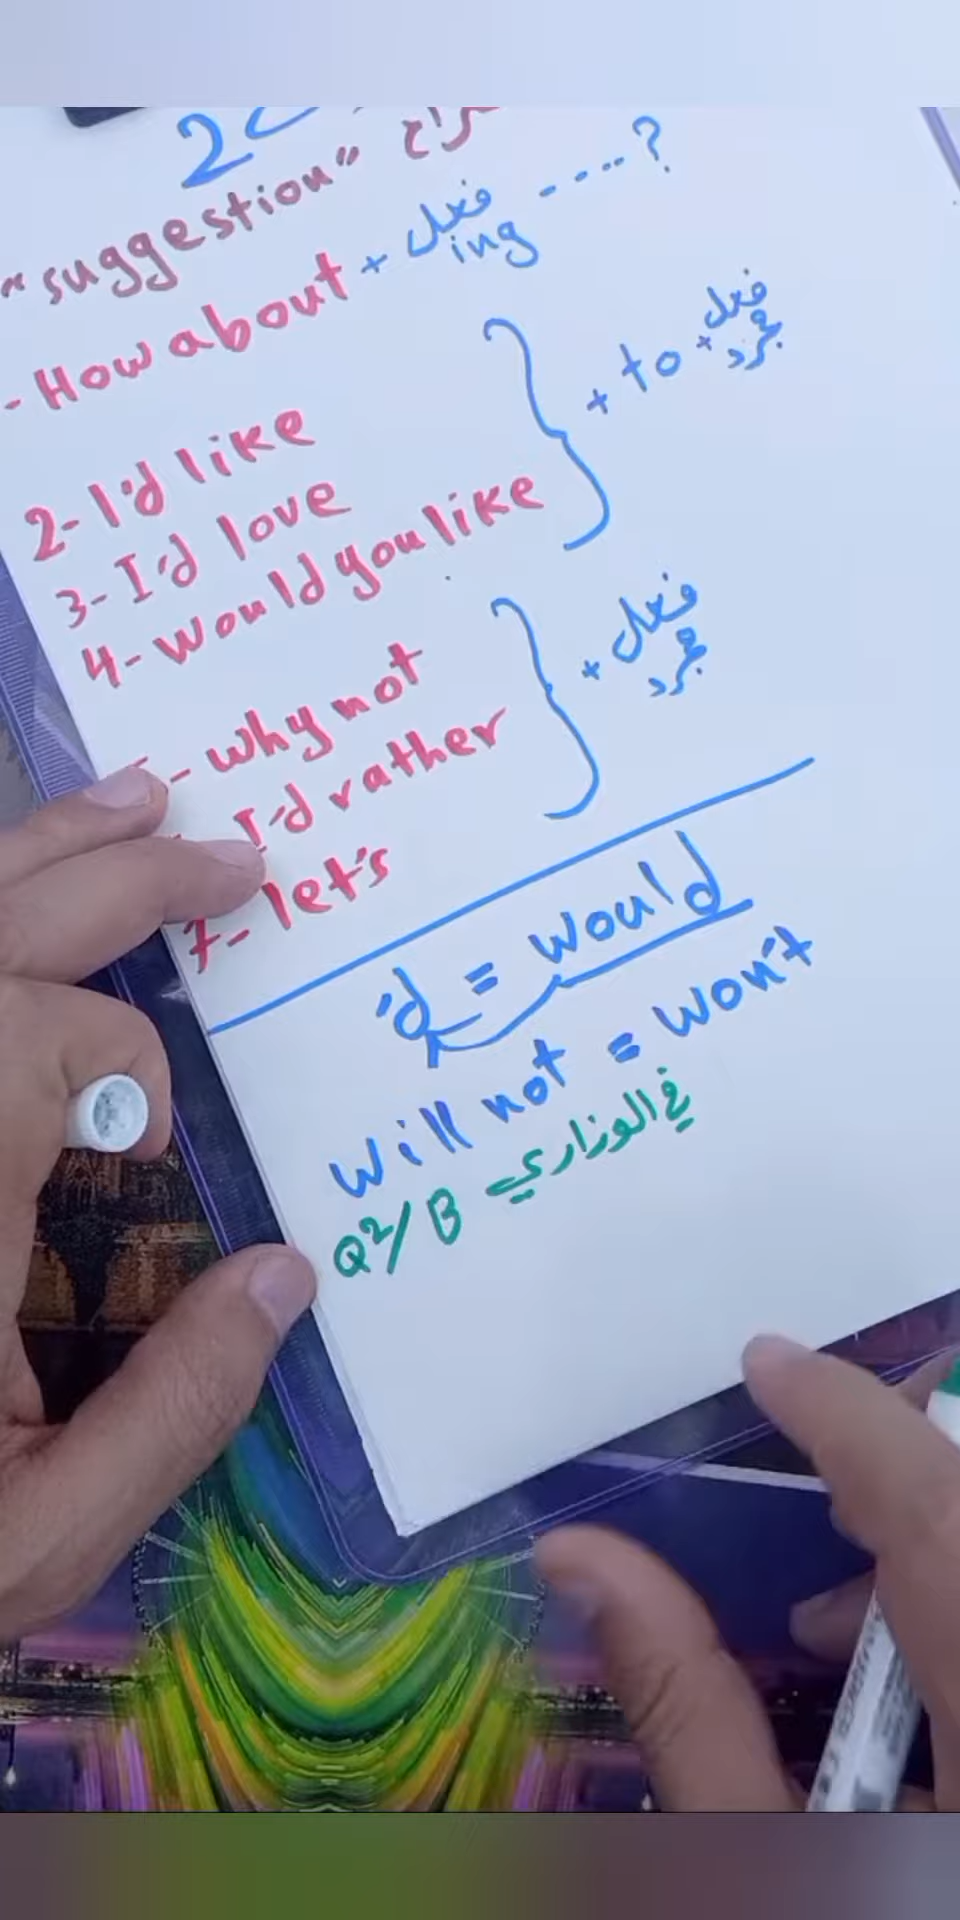 "suggestion"
- How about + فعل ing ....?
2- I'd like
3- I'd love
4- would you like
+ to + فعل مجرد
- why not
I'd rather
7- let's
+ فعل مجرد
'd = would
will not = won't
Q2/B في الوزاري